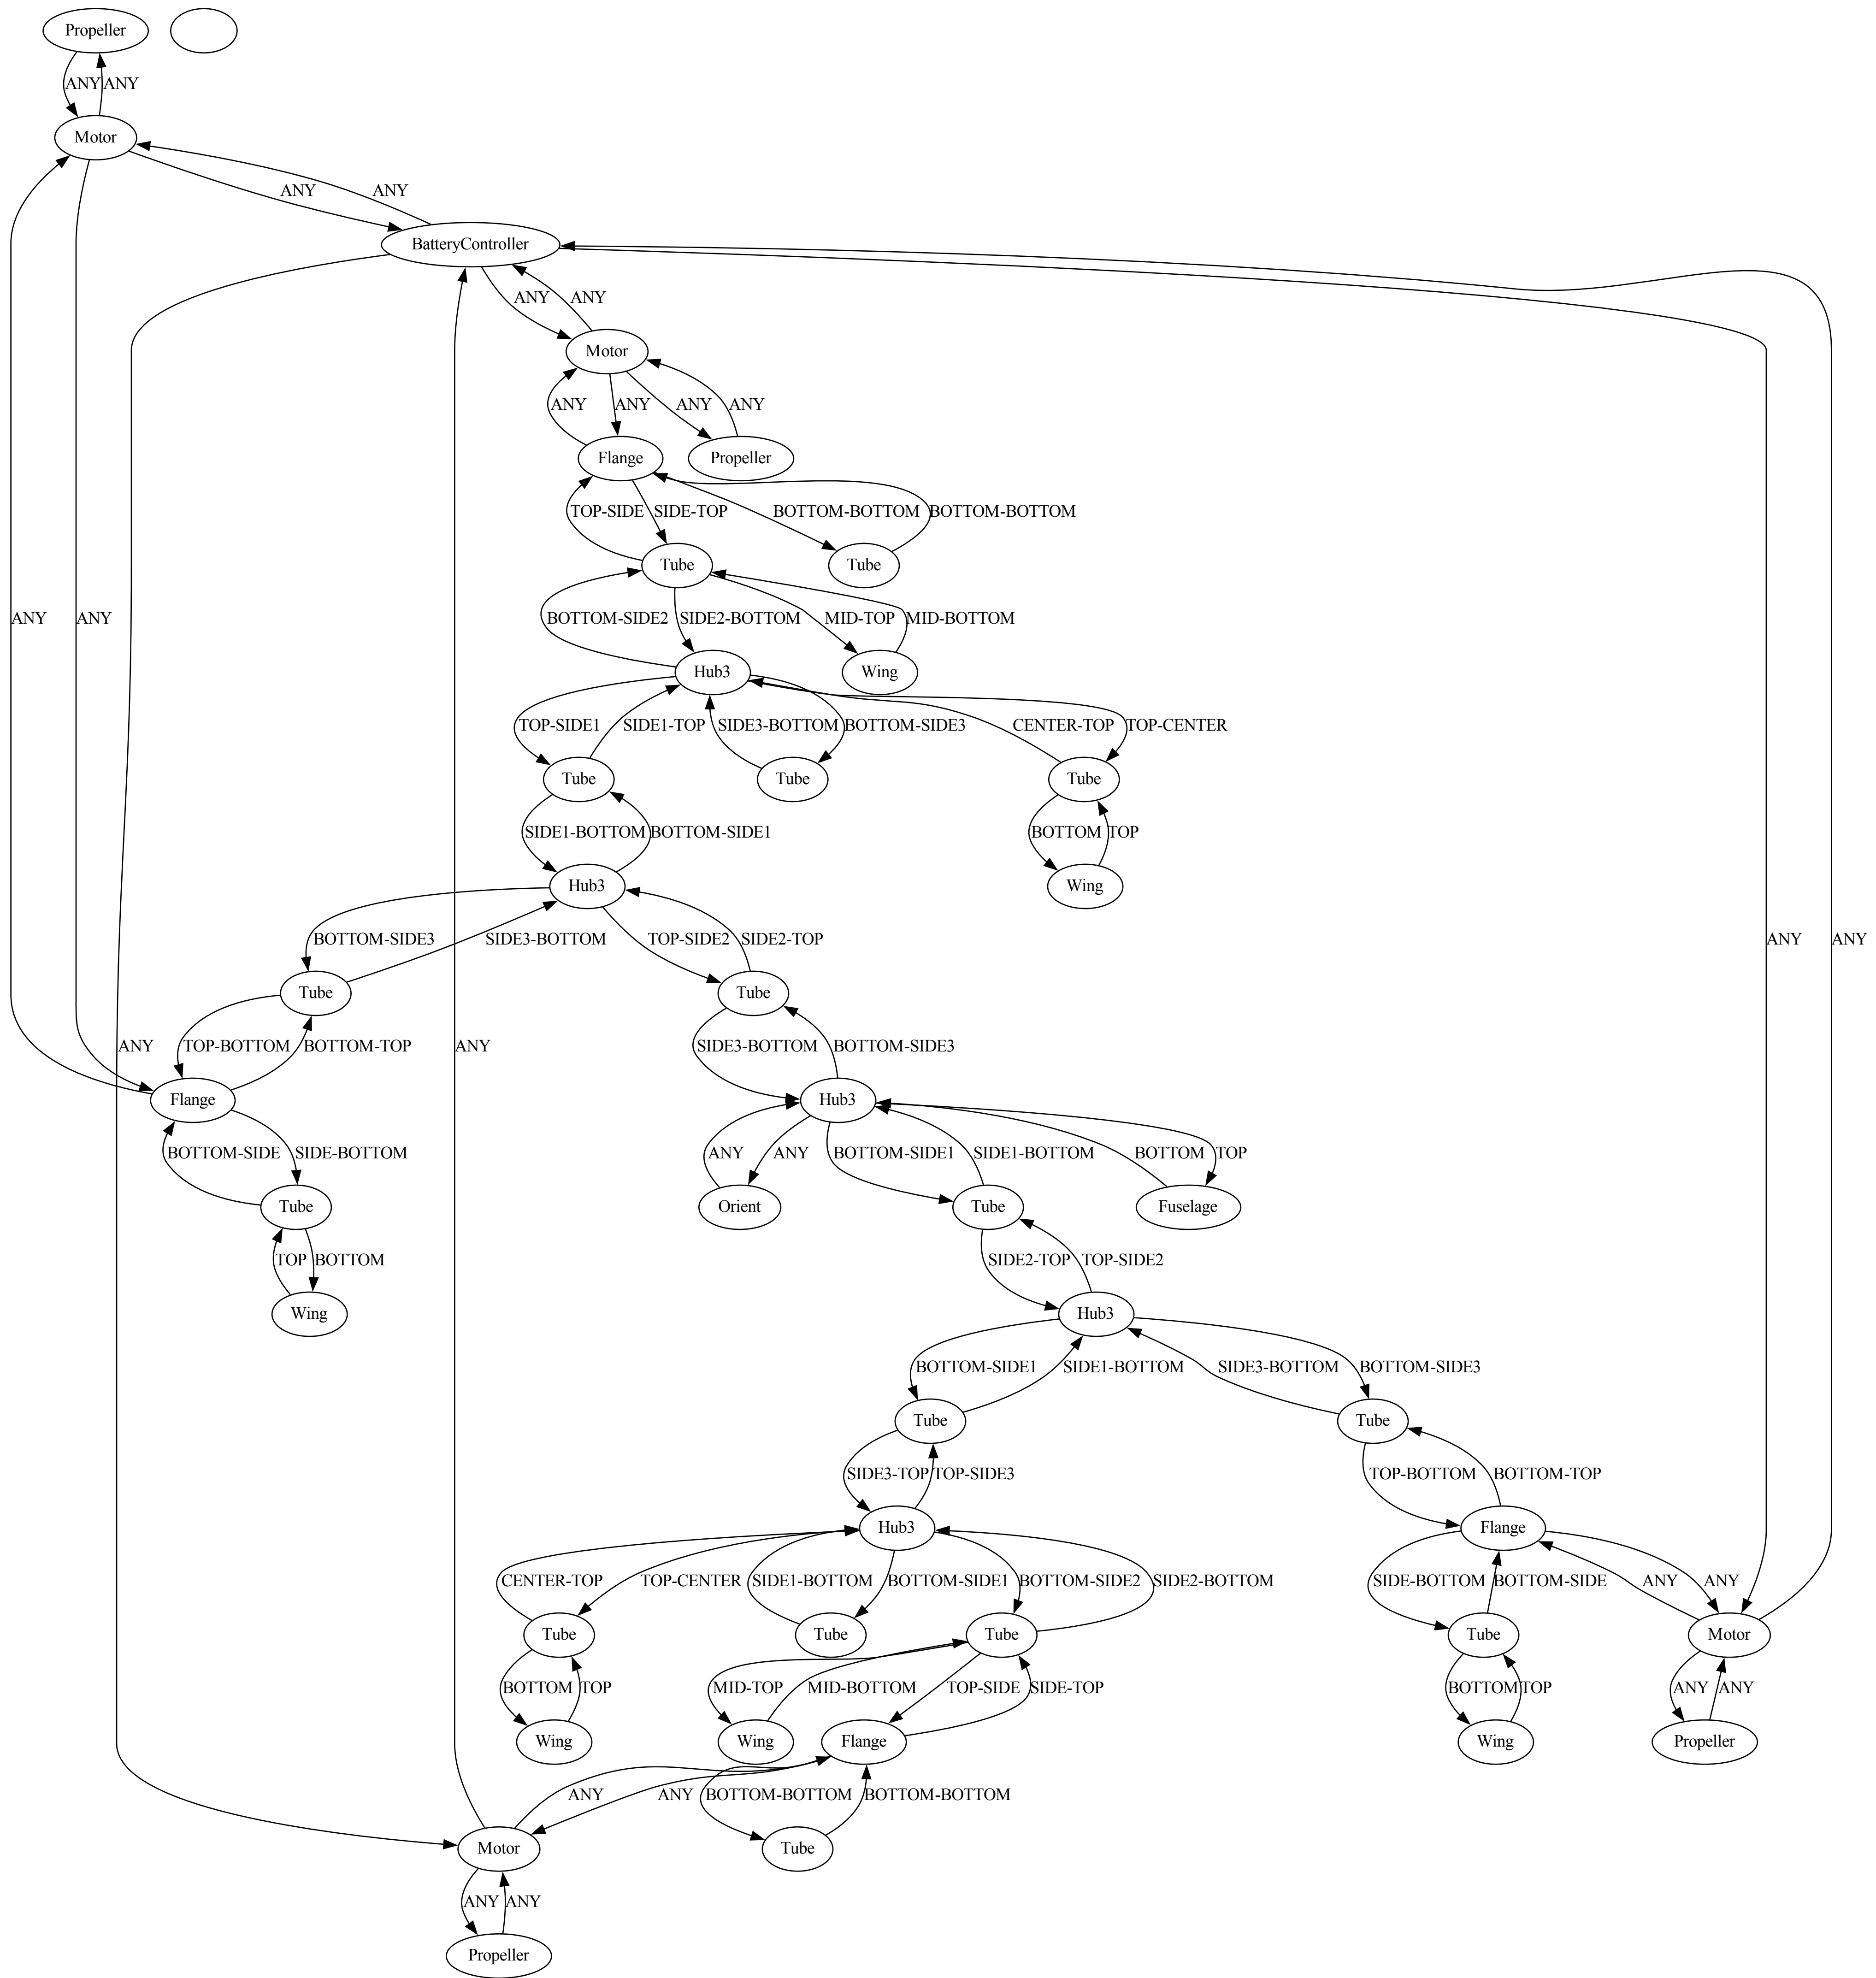 Propeller
ANY ANY
Motor
ANY ANY
BatteryController
ANY ANY
Motor
ANY ANY ANY ANY
Flange Propeller
TOP-SIDE SIDE-TOP BOTTOM-BOTTOM BOTTOM-BOTTOM
Tube Tube
ANY ANY BOTTOM-SIDE2 SIDE2-BOTTOM MID-TOP MID-BOTTOM
Hub3 Wing
TOP-SIDE1 SIDE1-TOP SIDE3-BOTTOM BOTTOM-SIDE3 CENTER-TOP TOP-CENTER
Tube Tube Tube
SIDE1-BOTTOM BOTTOM-SIDE1 BOTTOM TOP
Hub3 Wing
BOTTOM-SIDE3 SIDE3-BOTTOM TOP-SIDE2 SIDE2-TOP ANY ANY
Tube Tube
ANY TOP-BOTTOM BOTTOM-TOP ANY SIDE3-BOTTOM BOTTOM-SIDE3
Flange Hub3
BOTTOM-SIDE SIDE-BOTTOM ANY ANY BOTTOM-SIDE1 SIDE1-BOTTOM BOTTOM TOP
Tube Orient Tube Fuselage
TOP BOTTOM SIDE2-TOP TOP-SIDE2
Wing Hub3
BOTTOM-SIDE1 SIDE1-BOTTOM SIDE3-BOTTOM BOTTOM-SIDE3
Tube Tube
SIDE3-TOP TOP-SIDE3 TOP-BOTTOM BOTTOM-TOP
Hub3 Flange
CENTER-TOP TOP-CENTER SIDE1-BOTTOM BOTTOM-SIDE1 BOTTOM-SIDE2 SIDE2-BOTTOM SIDE-BOTTOM BOTTOM-SIDE ANY ANY
Tube Tube Tube Tube Motor
BOTTOM TOP MID-TOP MID-BOTTOM TOP-SIDE SIDE-TOP BOTTOM TOP ANY ANY
Wing Wing Flange Wing Propeller
ANY ANY BOTTOM-BOTTOM BOTTOM-BOTTOM
Motor Tube
ANY ANY
Propeller